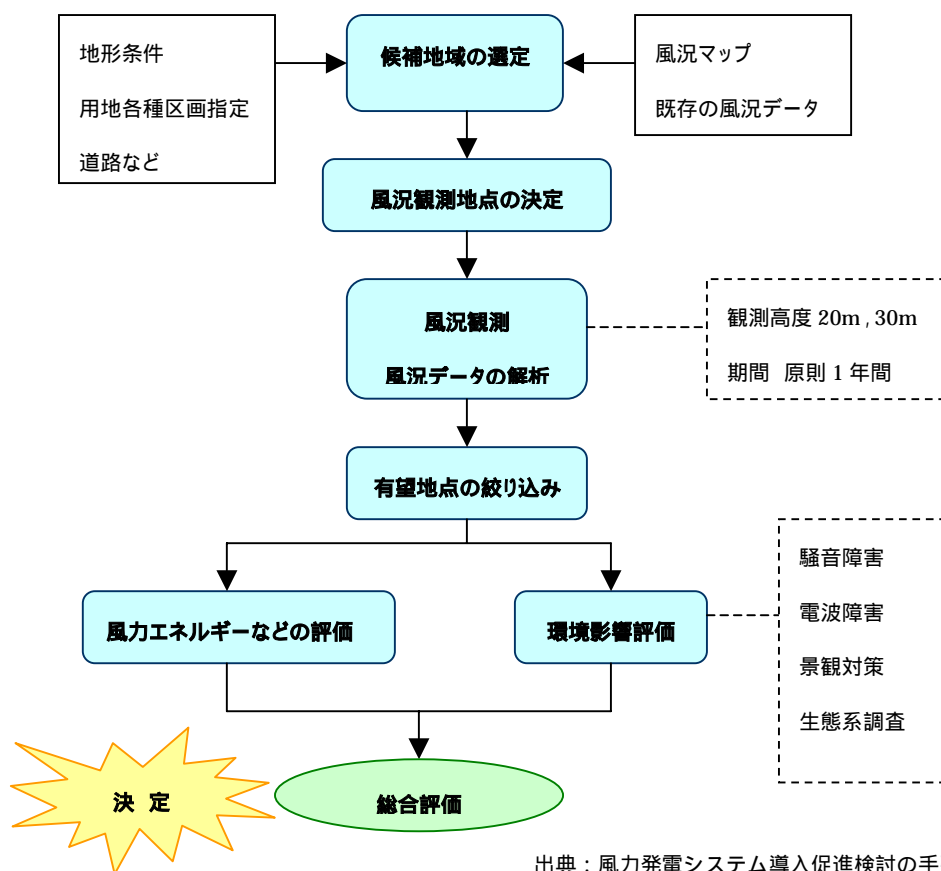 地形条件
用地各種区画指定
道路など
候補地域の選定
風況マップ
既存の風況データ
風況観測地点の決定
風況観測
風況データの解析
観測高度 20m , 30m
期間 原則 1 年間
有望地点の絞り込み
風力エネルギーなどの評価
環境影響評価
騒音障害
電波障害
景観対策
生態系調査
決 定
総合評価
出典：風力発電システム導入促進検討の手